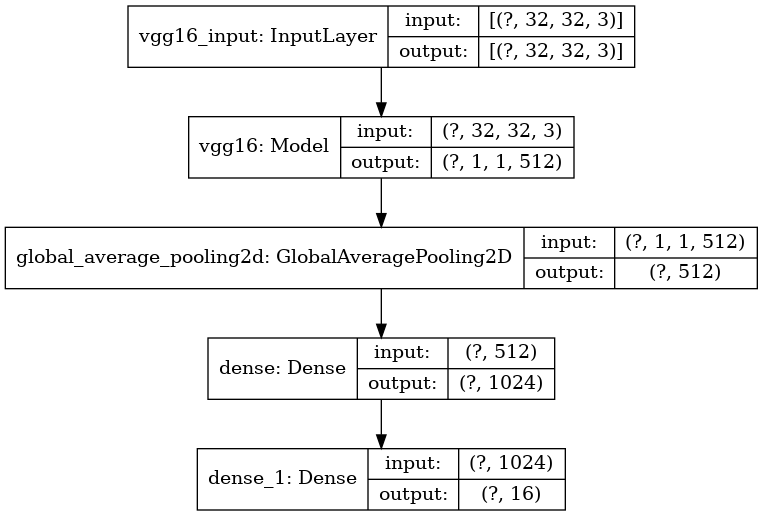 vgg16_input: InputLayer
input: [(?, 32, 32, 3)]
output: [(?, 32, 32, 3)]
vgg16: Model
input: (?, 32, 32, 3)
output: (?, 1, 1, 512)
global_average_pooling2d: GlobalAveragePooling2D
input: (?, 1, 1, 512)
output: (?, 512)
dense: Dense
input: (?, 512)
output: (?, 1024)
dense_1: Dense
input: (?, 1024)
output: (?, 16)